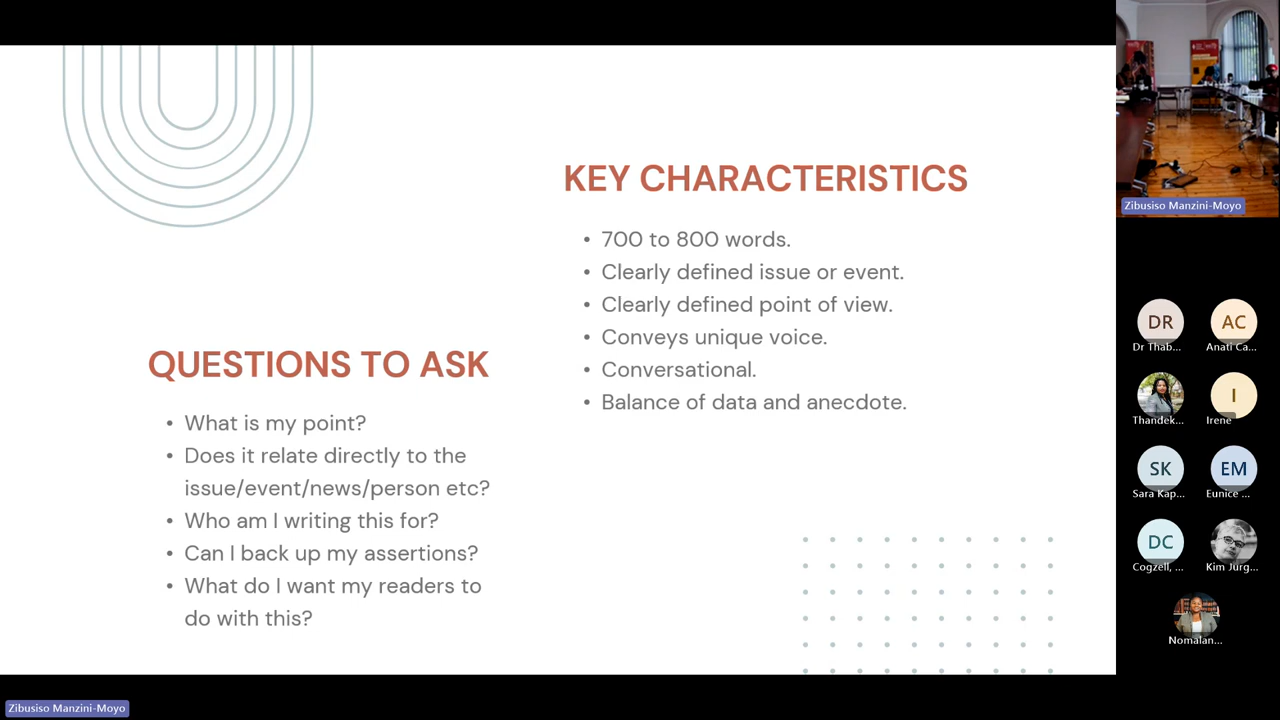 KEY CHARACTERISTICS
• 700 to 800 words.
• Clearly defined issue or event.
• Clearly defined point of view.
• Conveys unique voice.
• Conversational.
• Balance of data and anecdote.
QUESTIONS TO ASK
• What is my point?
• Does it relate directly to the
issue/event/news/person etc?
• Who am I writing this for?
• Can I back up my assertions?
• What do I want my readers to
do with this?
Zibusiso Manzini-Moyo
Zibusiso Manzini-Moyo
DR
Dr Thab...
AC
Anati Ca...
Thandek...
I
Irene
SK
Sara Kap...
EM
Eunice ...
DC
Cogzell, ...
Kim Jurg...
Nomalan...